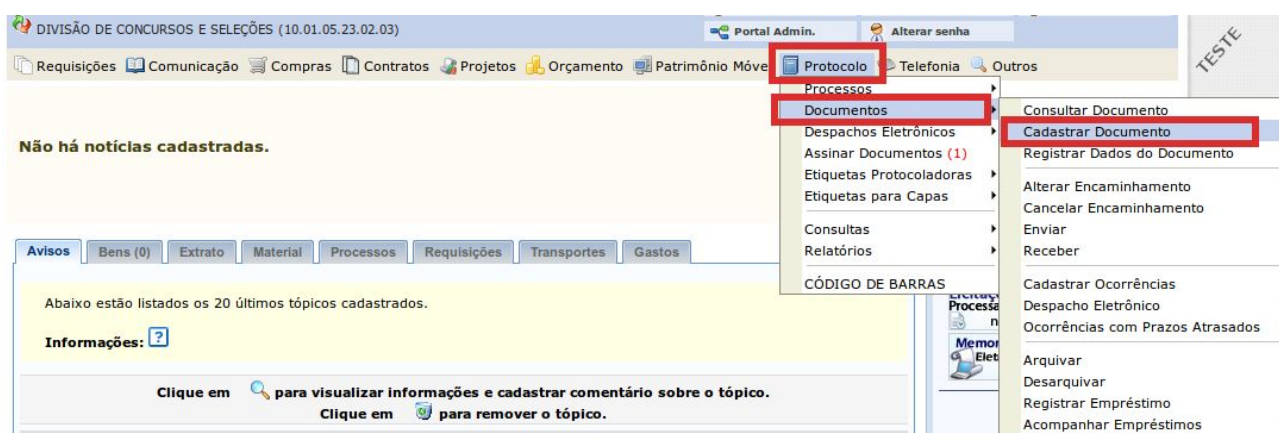 DIVISÃO DE CONCURSOS E SELEÇÕES (10.01.05.23.02.03)
Portal Admin.
Alterar senha
TESTE
Requisições Comunicação Compras Contratos Projetos Orçamento Patrimônio Móve Protocolo Telefonia Outros
Processos
Documentos
Despachos Eletrônicos
Assinar Documentos (1)
Etiquetas Protocoladoras
Etiquetas para Capas
Consultas
Relatórios
CÓDIGO DE BARRAS
Consultar Documento
Cadastrar Documento
Registrar Dados do Documento
Alterar Encaminhamento
Cancelar Encaminhamento
Enviar
Receber
Cadastrar Ocorrências
Despacho Eletrônico
Ocorrências com Prazos Atrasados
Arquivar
Desarquivar
Registrar Empréstimo
Acompanhar Empréstimos
Não há notícias cadastradas.
Avisos Bens (0) Extrato Material Processos Requisições Transportes Gastos
Abaixo estão listados os 20 últimos tópicos cadastrados.
Informações: ?
Processa
n
Memor
Elet
Clique em para visualizar informações e cadastrar comentário sobre o tópico.
Clique em para remover o tópico.